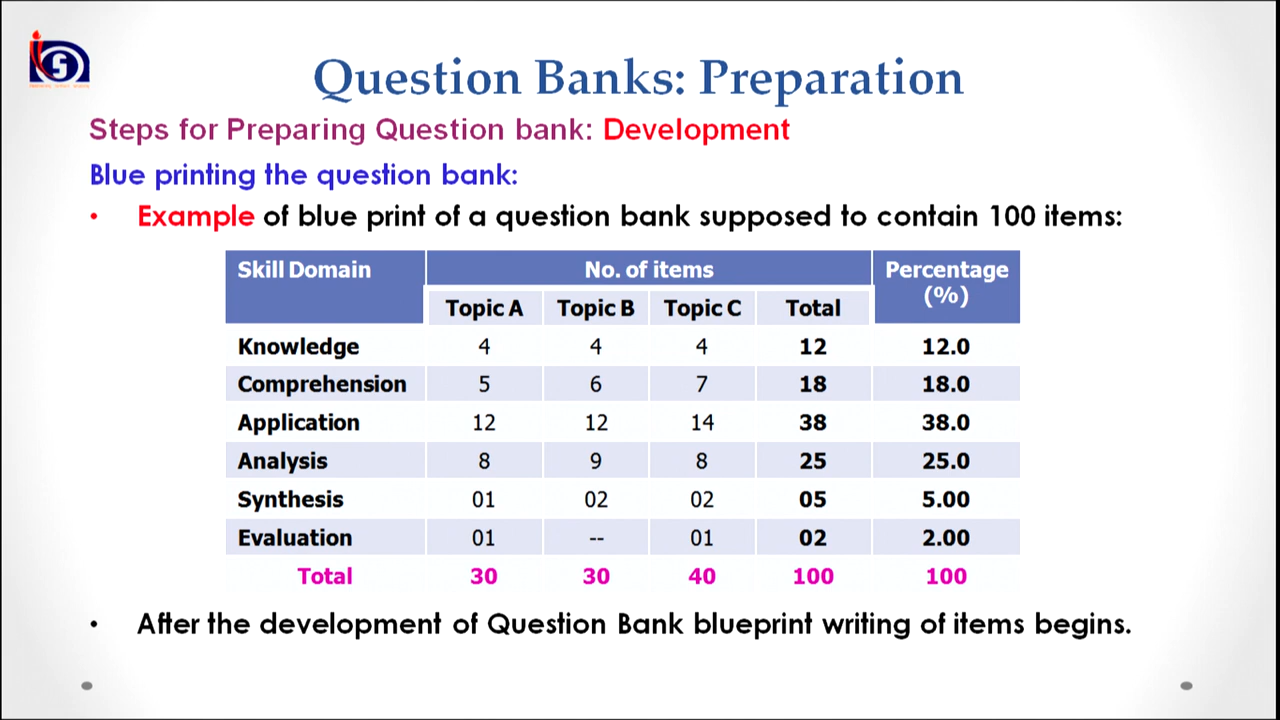 Question Banks: Preparation
Steps for Preparing Question bank: Development
Blue printing the question bank:
• Example of blue print of a question bank supposed to contain 100 items:
Skill Domain No. of items Percentage (%)
Topic A Topic B Topic C Total
Knowledge 4 4 4 12 12.0
Comprehension 5 6 7 18 18.0
Application 12 12 14 38 38.0
Analysis 8 9 8 25 25.0
Synthesis 01 02 02 05 5.00
Evaluation 01 -- 01 02 2.00
Total 30 30 40 100 100
• After the development of Question Bank blueprint writing of items begins.